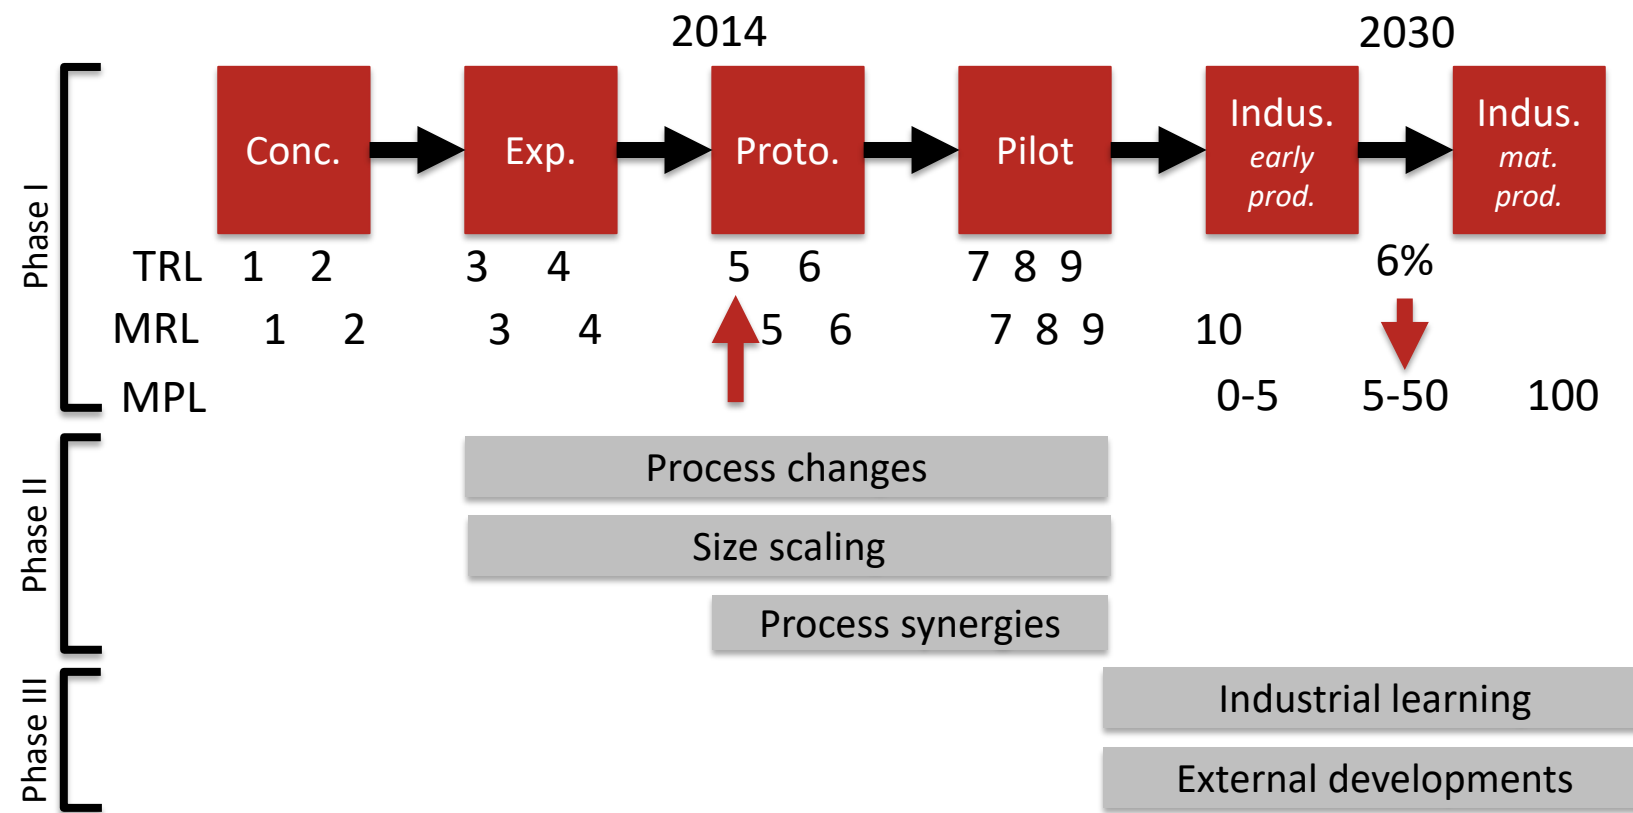 2014
2030
Phase I
Conc.
Exp.
Proto.
Pilot
Indus.
early
prod.
Indus.
mat.
prod.
TRL 1 2 3 4 5 6 7 8 9 6%
MRL 1 2 3 4 5 6 7 8 9 10
MPL 0-5 5-50 100
Phase II
Process changes
Size scaling
Process synergies
Phase III
Industrial learning
External developments